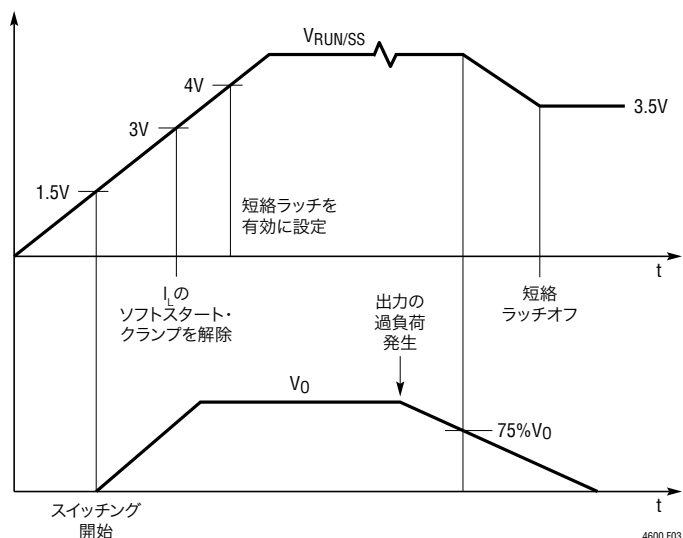 VRUN/SS
4V
3V
3.5V
1.5V
短絡ラッチを
有効に設定
t
ILの
ソフトスタート・
クランプを解除
出力の
過負荷
発生
短絡
ラッチオフ
VO
75%VO
t
スイッチング
開始
4600 F03